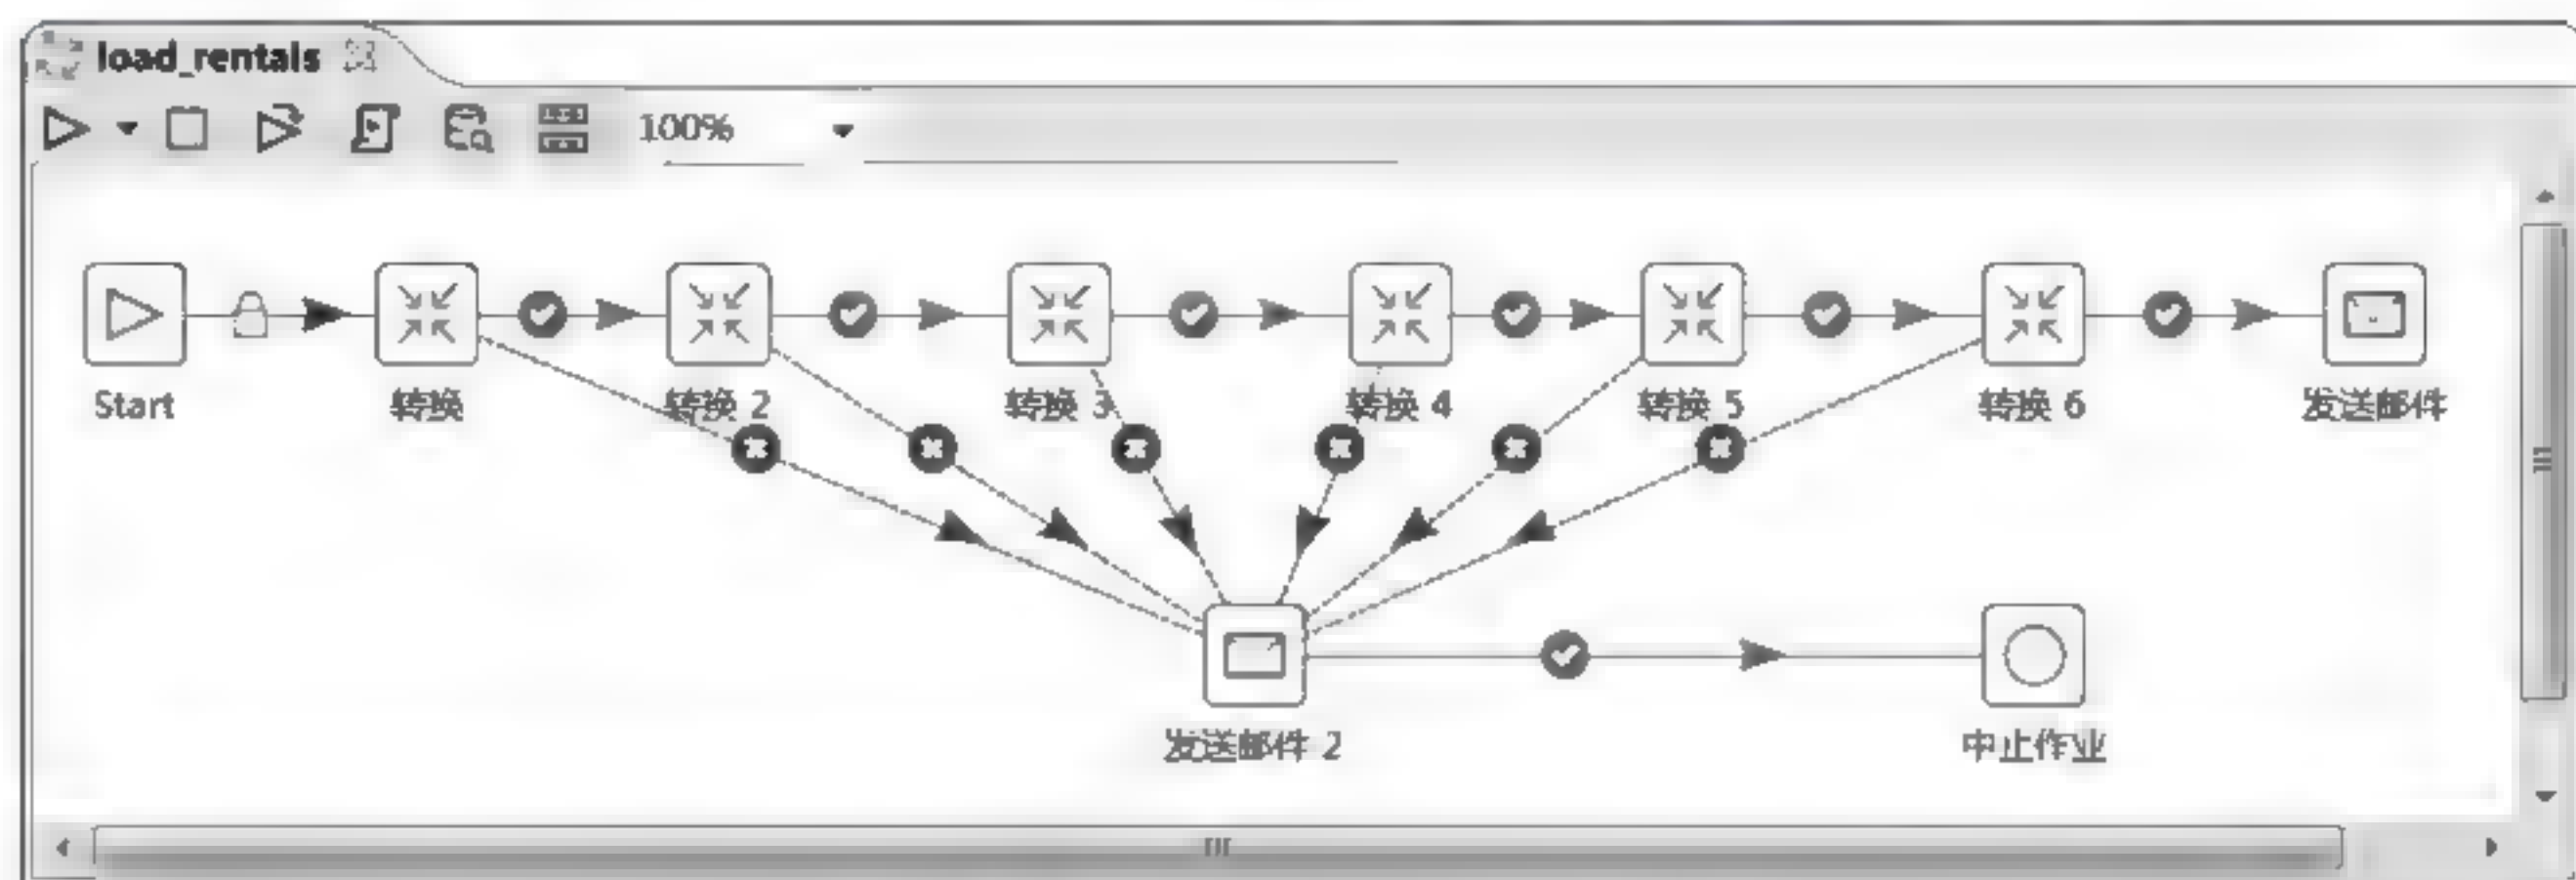 load_rentals
100%
Start
转换
转换 2
转换 3
转换 4
转换 5
转换 6
发送邮件
发送邮件 2
中止作业